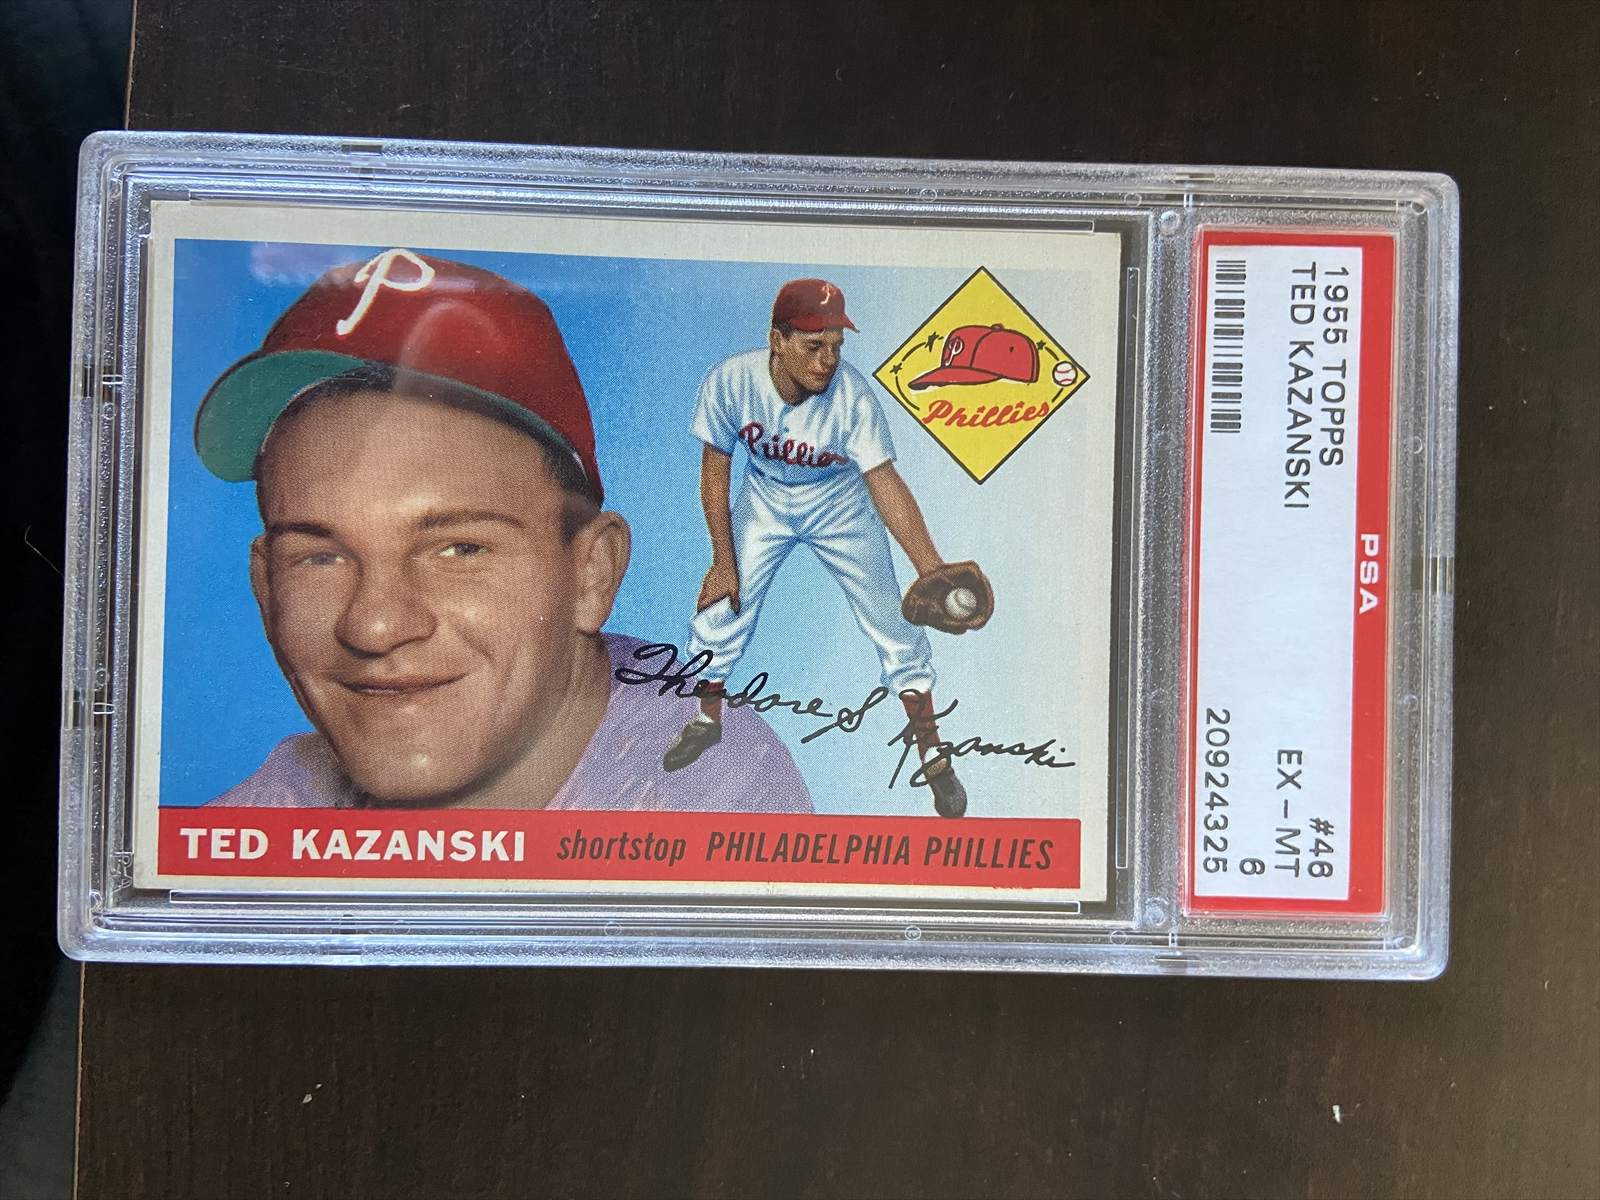 P
P
Phillies
P
Phillies
Theodore S Kazanski
TED KAZANSKI shortstop PHILADELPHIA PHILLIES
PSA
1955 TOPPS #46
TED KAZANSKI EX-MT
6
20924325
PSA